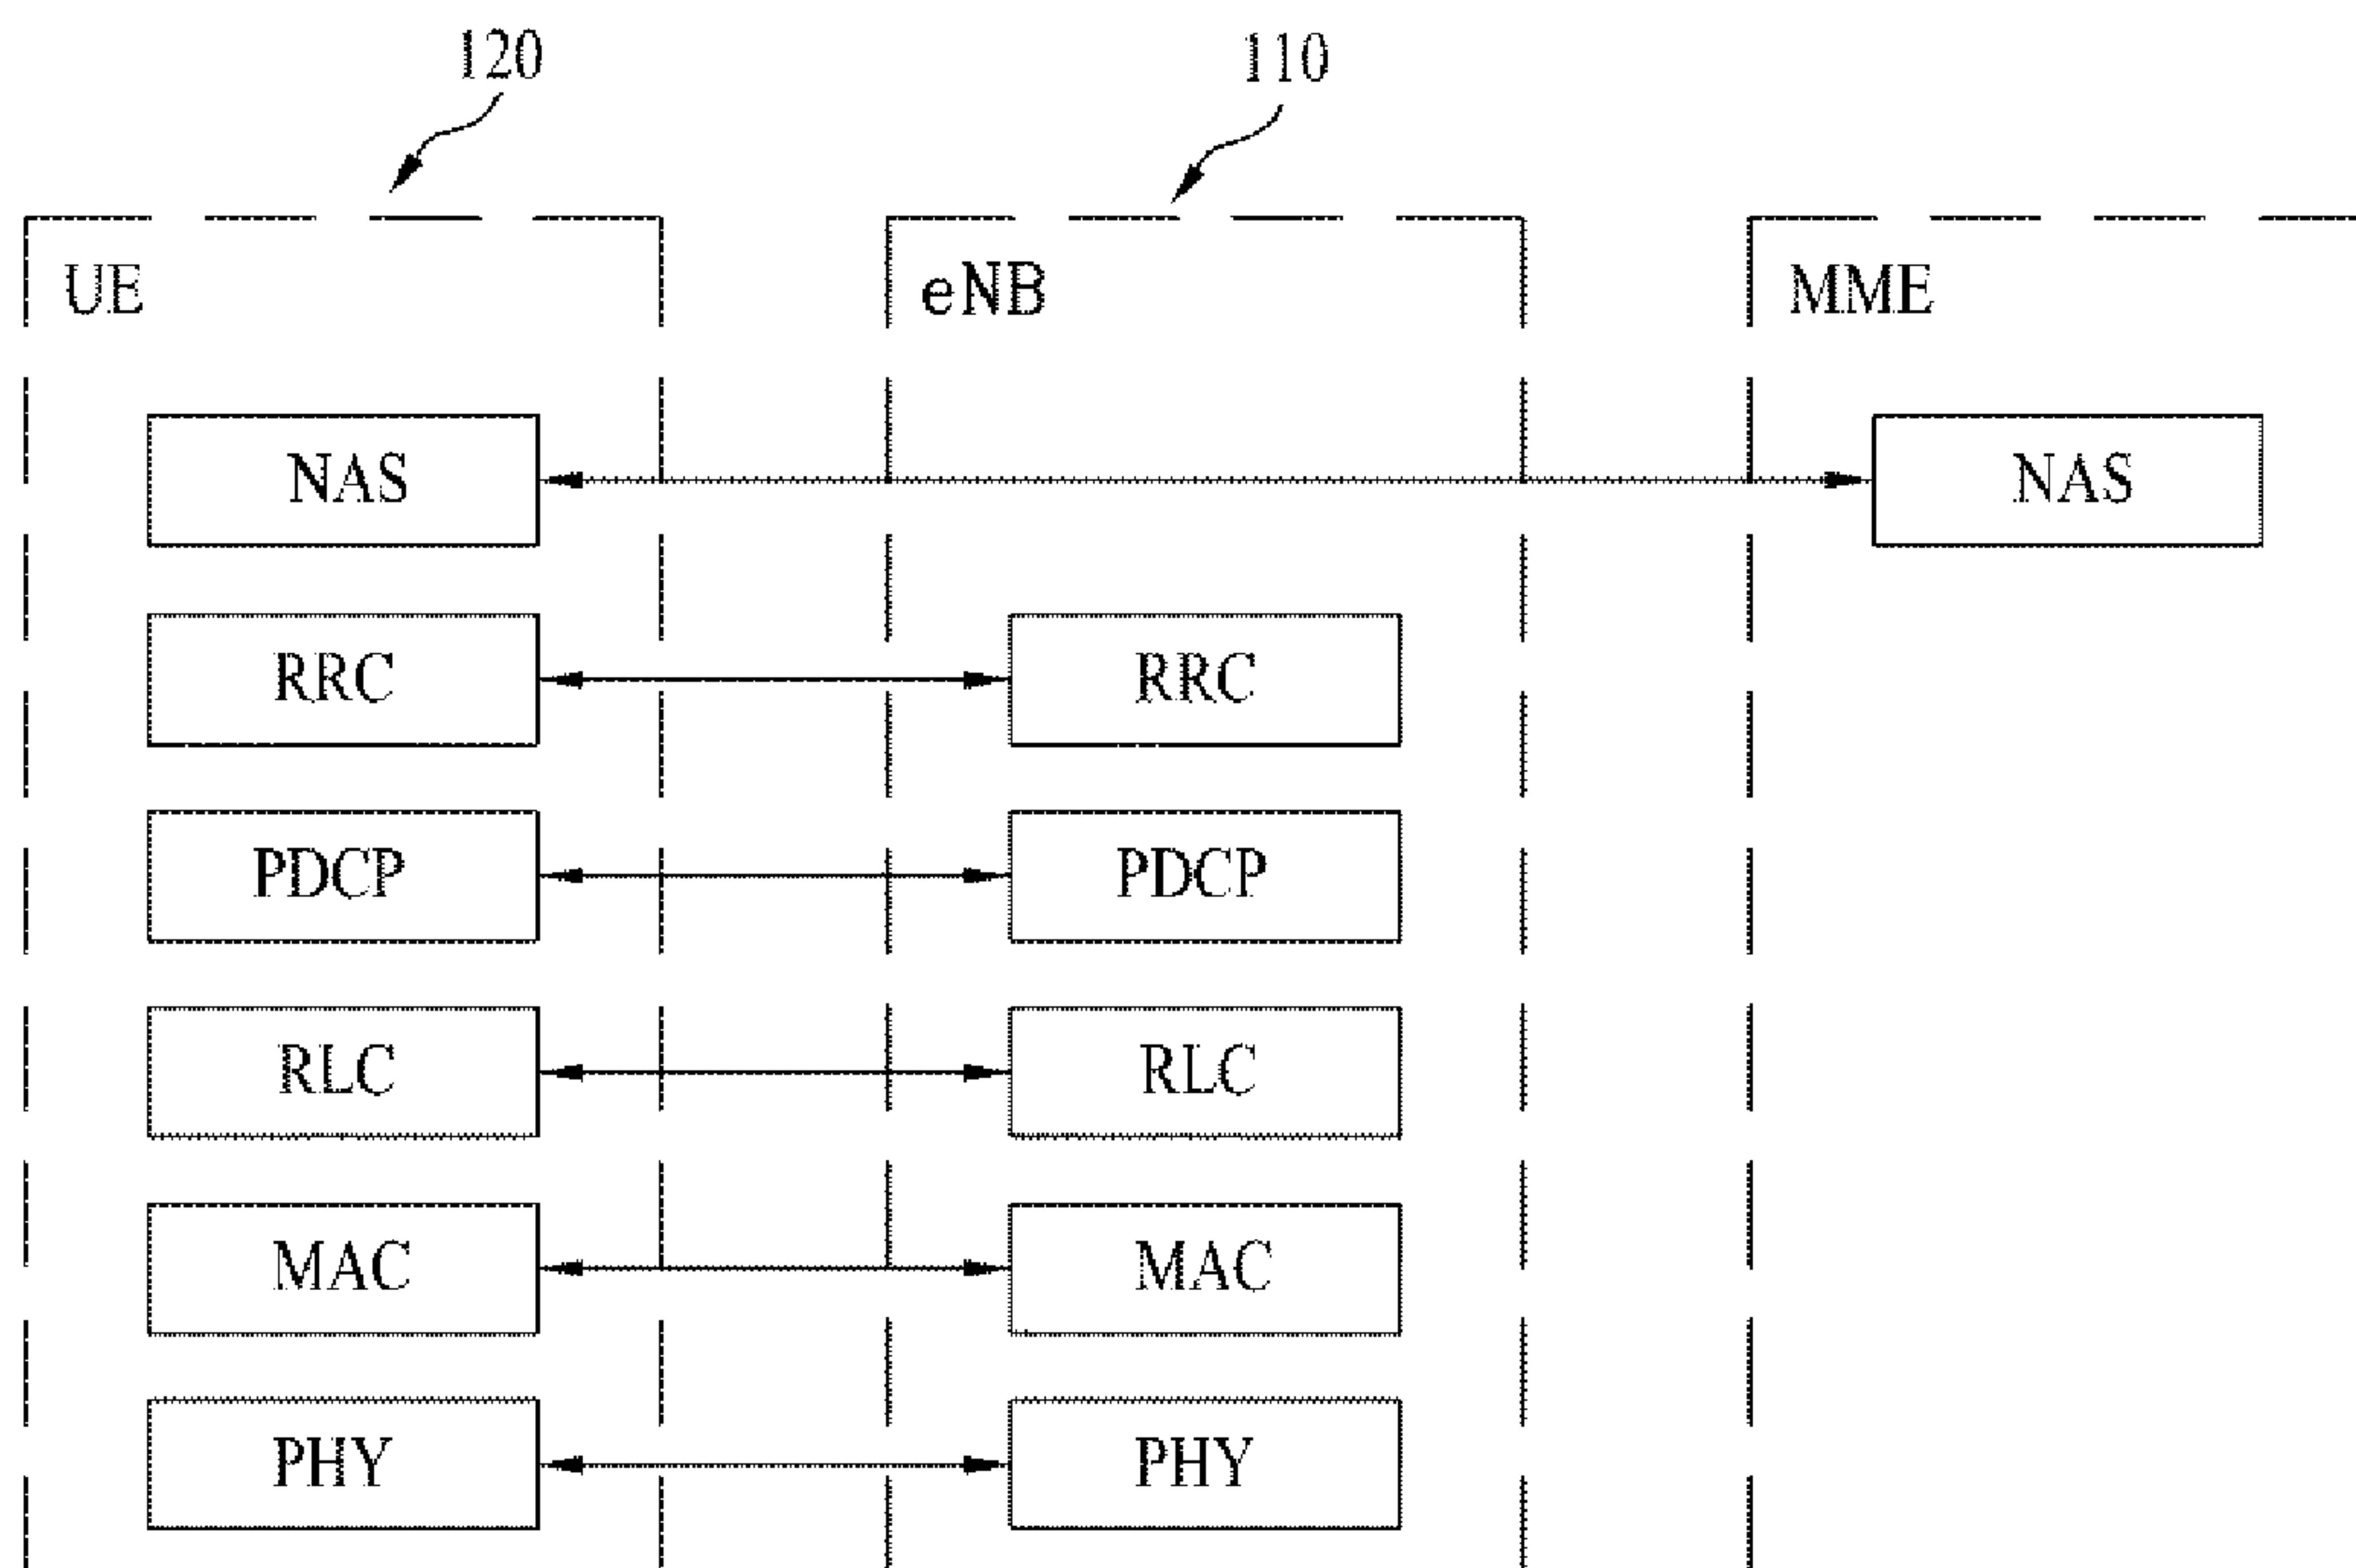 120 110
UE eNB MME
NAS NAS
RRC RRC
PDCP PDCP
RLC RLC
MAC MAC
PHY PHY